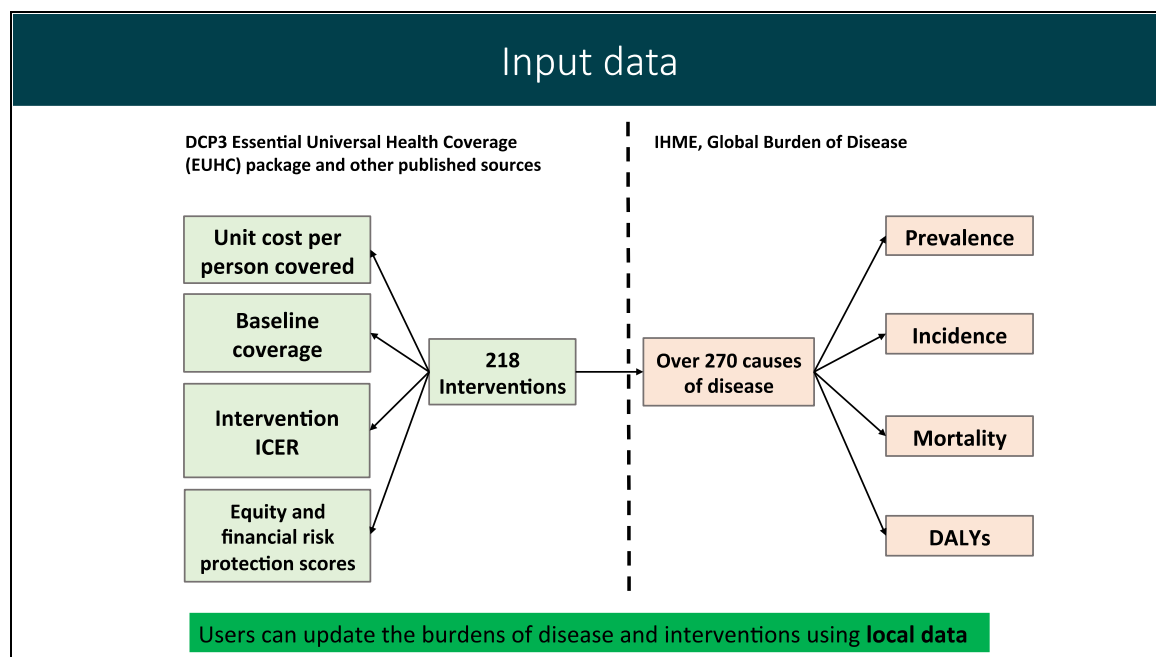 Input data
DCP3 Essential Universal Health Coverage
(EUHC) package and other published sources
IHME, Global Burden of Disease
Unit cost per
person covered
Baseline
coverage
Intervention
ICER
Equity and
financial risk
protection scores
218
Interventions
Over 270 causes
of disease
Prevalence
Incidence
Mortality
DALYs
Users can update the burdens of disease and interventions using local data